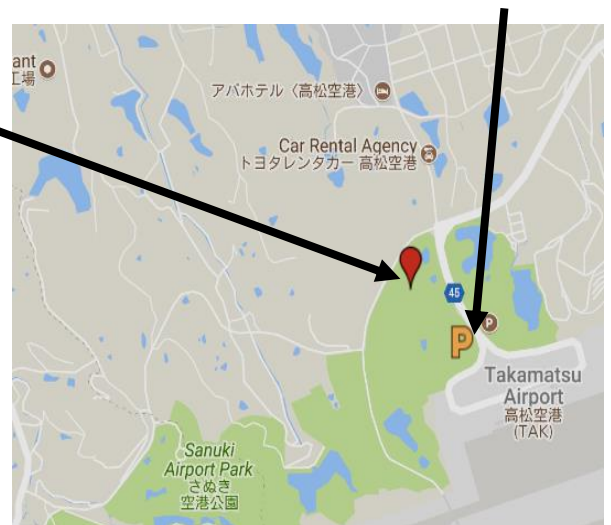 ant
工場
アパホテル〈高松空港〉
Car Rental Agency
トヨタレンタカー 高松空港
45
P
P
Takamatsu
Airport
高松空港
(TAK)
Sanuki
Airport Park
さぬき
空港公園